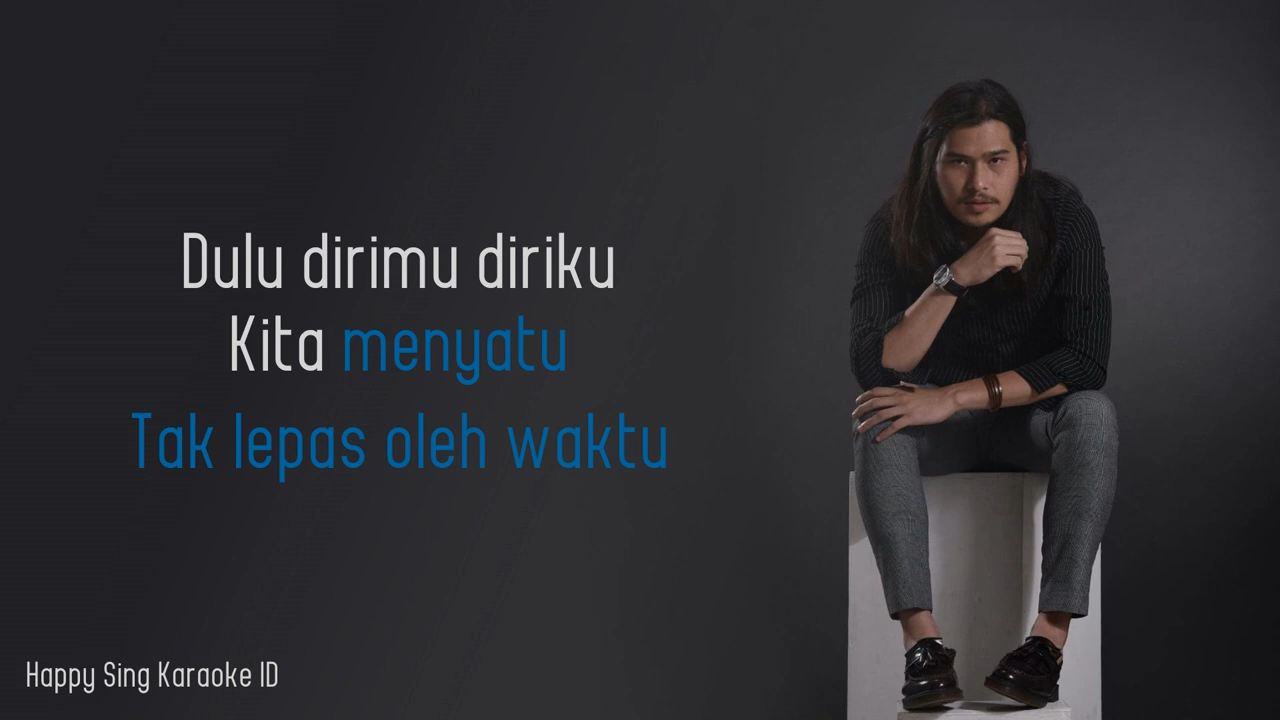 Dulu dirimu diriku
Kita menyatu
Tak lepas oleh waktu
Happy Sing Karaoke ID